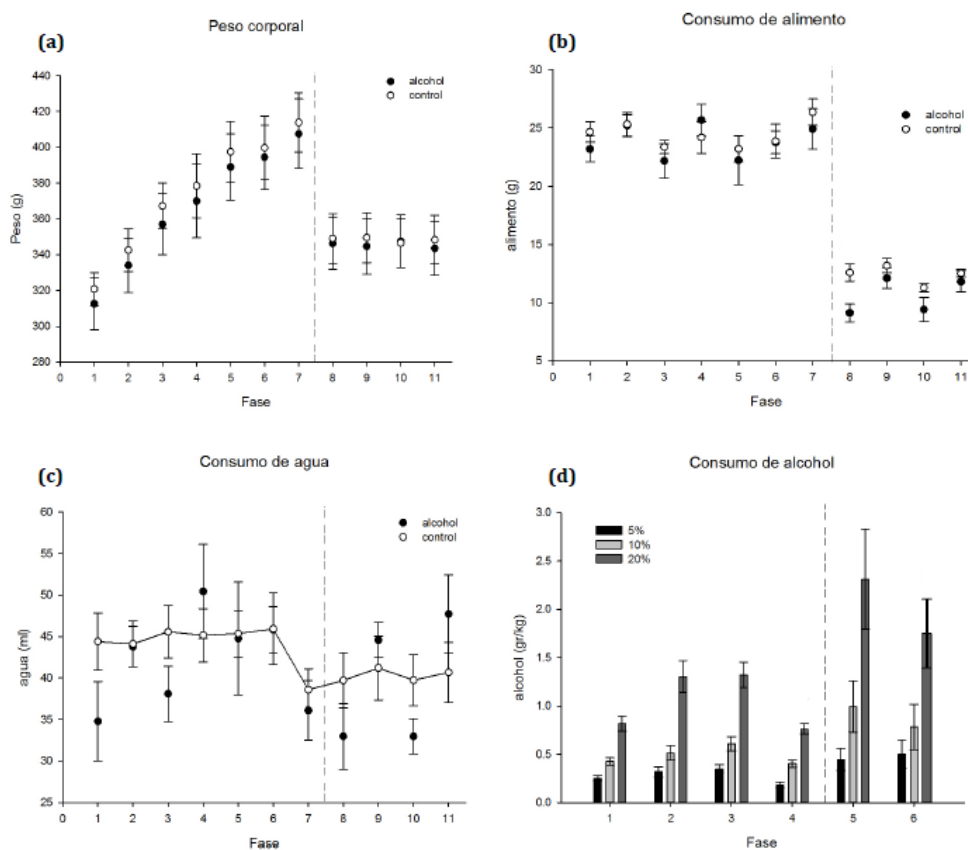 Peso corporal
(a)
alcohol
control
440
420
400
380
360
340
320
300
280
Peso (g)
0 1 2 3 4 5 6 7 8 9 10 11
Fase
Consumo de alimento
(b)
alcohol
control
30
25
20
15
10
5
alimento (g)
0 1 2 3 4 5 6 7 8 9 10 11
Fase
Consumo de agua
(c)
alcohol
control
60
55
50
45
40
35
30
25
agua (ml)
0 1 2 3 4 5 6 7 8 9 10 11
Fase
Consumo de alcohol
(d)
5%
10%
20%
3.0
2.5
2.0
1.5
1.0
0.5
0.0
alcohol (gr/kg)
1 2 3 4 5 6
Fase